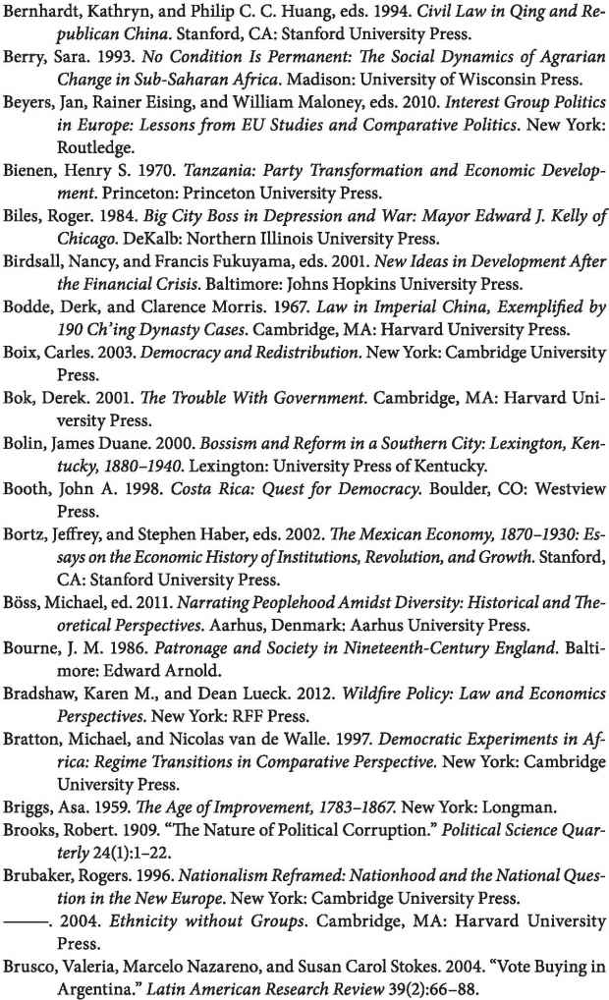 Bernhardt, Kathryn, and Philip C. C. Huang, eds. 1994. Civil Law in Qing and Re-
publican China. Stanford, CA: Stanford University Press.
Berry, Sara. 1993. No Condition Is Permanent: The Social Dynamics of Agrarian
Change in Sub-Saharan Africa. Madison: University of Wisconsin Press.
Beyers, Jan, Rainer Eising, and William Maloney, eds. 2010. Interest Group Politics
in Europe: Lessons from EU Studies and Comparative Politics. New York:
Routledge.
Bienen, Henry S. 1970. Tanzania: Party Transformation and Economic Develop-
ment. Princeton: Princeton University Press.
Biles, Roger. 1984. Big City Boss in Depression and War: Mayor Edward J. Kelly of
Chicago. DeKalb: Northern Illinois University Press.
Birdsall, Nancy, and Francis Fukuyama, eds. 2001. New Ideas in Development After
the Financial Crisis. Baltimore: Johns Hopkins University Press.
Bodde, Derk, and Clarence Morris. 1967. Law in Imperial China, Exemplified by
190 Ch'ing Dynasty Cases. Cambridge, MA: Harvard University Press.
Boix, Carles. 2003. Democracy and Redistribution. New York: Cambridge University
Press.
Bok, Derek. 2001. The Trouble With Government. Cambridge, MA: Harvard Uni-
versity Press.
Bolin, James Duane. 2000. Bossism and Reform in a Southern City: Lexington, Ken-
tucky, 1880–1940. Lexington: University Press of Kentucky.
Booth, John A. 1998. Costa Rica: Quest for Democracy. Boulder, CO: Westview
Press.
Bortz, Jeffrey, and Stephen Haber, eds. 2002. The Mexican Economy, 1870–1930: Es-
says on the Economic History of Institutions, Revolution, and Growth. Stanford,
CA: Stanford University Press.
Böss, Michael, ed. 2011. Narrating Peoplehood Amidst Diversity: Historical and The-
oretical Perspectives. Aarhus, Denmark: Aarhus University Press.
Bourne, J. M. 1986. Patronage and Society in Nineteenth-Century England. Balti-
more: Edward Arnold.
Bradshaw, Karen M., and Dean Lueck. 2012. Wildfire Policy: Law and Economics
Perspectives. New York: RFF Press.
Bratton, Michael, and Nicolas van de Walle. 1997. Democratic Experiments in Af-
rica: Regime Transitions in Comparative Perspective. New York: Cambridge
University Press.
Briggs, Asa. 1959. The Age of Improvement, 1783–1867. New York: Longman.
Brooks, Robert. 1909. “The Nature of Political Corruption.” Political Science Quar-
terly 24(1):1–22.
Brubaker, Rogers. 1996. Nationalism Reframed: Nationhood and the National Ques-
tion in the New Europe. New York: Cambridge University Press.
———. 2004. Ethnicity without Groups. Cambridge, MA: Harvard University
Press.
Brusco, Valeria, Marcelo Nazareno, and Susan Carol Stokes. 2004. “Vote Buying in
Argentina.” Latin American Research Review 39(2):66–88.